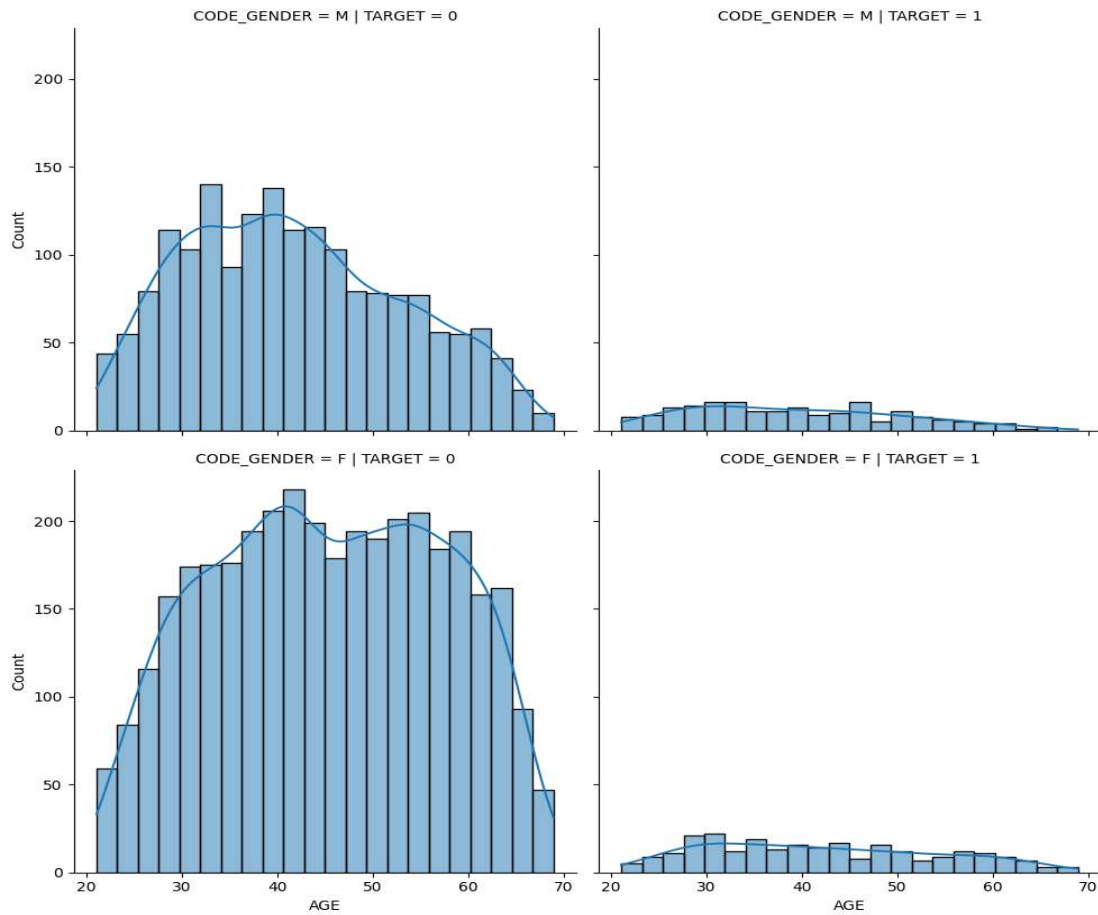 CODE_GENDER = M | TARGET = 0
CODE_GENDER = M | TARGET = 1
200
150
100
50
0
Count
CODE_GENDER = F | TARGET = 0
CODE_GENDER = F | TARGET = 1
200
150
100
50
0
Count
20 30 40 50 60 70
20 30 40 50 60 70
AGE
AGE